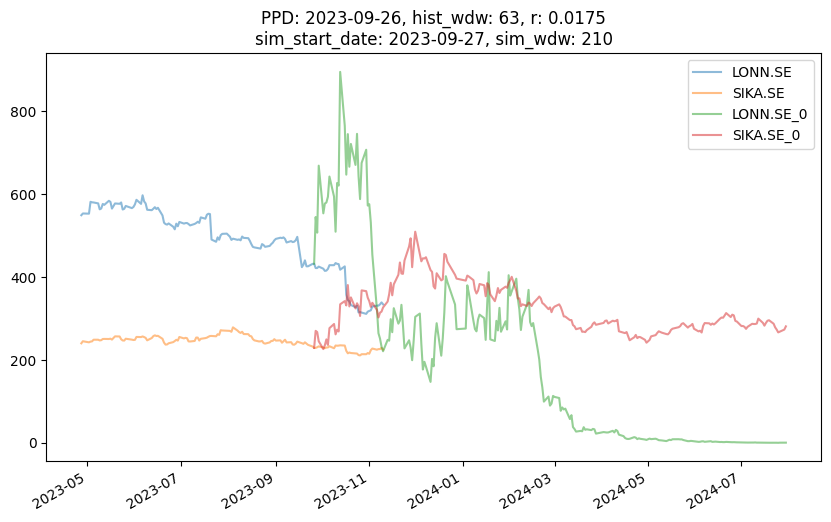 PPD: 2023-09-26, hist_wdw: 63, r: 0.0175
sim_start_date: 2023-09-27, sim_wdw: 210
LONN.SE
SIKA.SE
LONN.SE_0
SIKA.SE_0
800
600
400
200
0
2023-05
2023-07
2023-09
2023-11
2024-01
2024-03
2024-05
2024-07